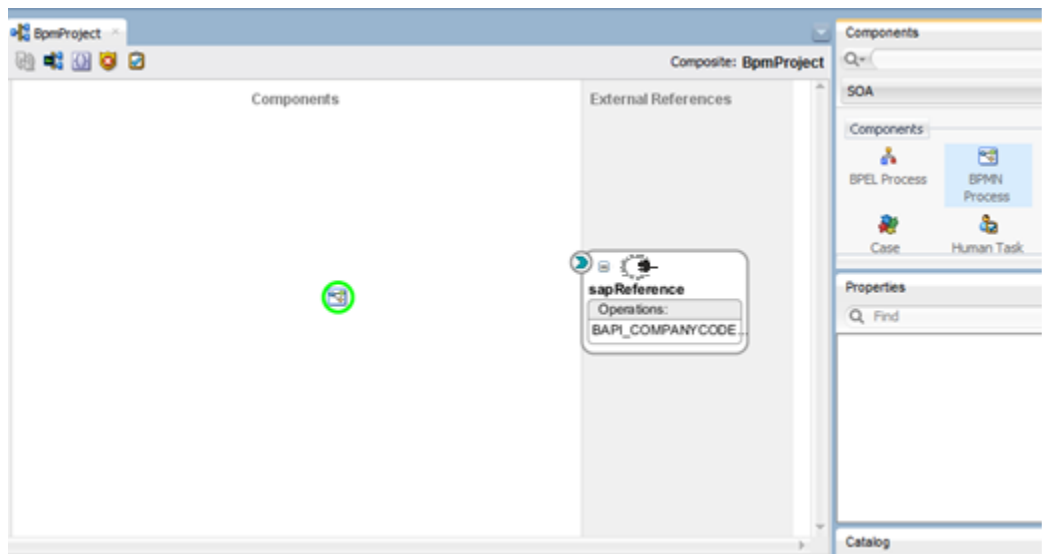 BpmProject
Composite: BpmProject
Components
External References
sapReference
Operations:
BAPI_COMPANYCODE...
Components
SOA
Components
BPEL Process
BPMN
Process
Case
Human Task
Properties
Find
Catalog